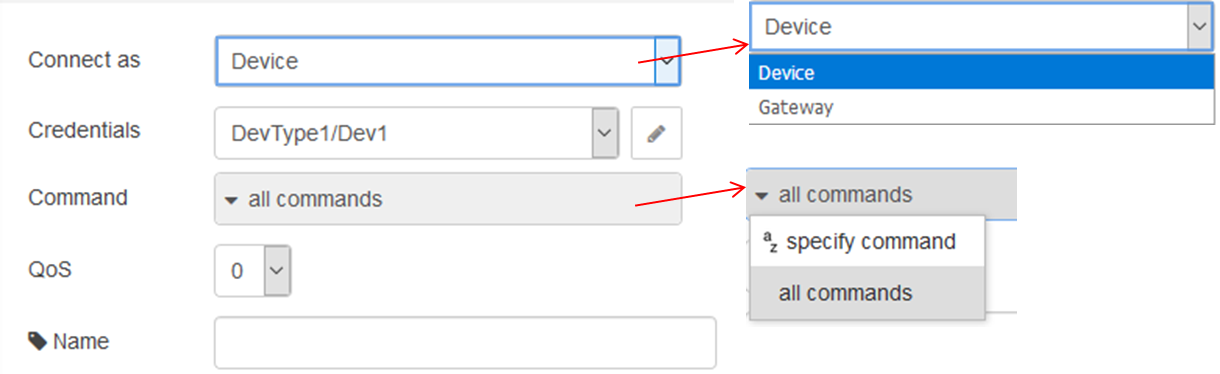 Connect as
Device
Device
Device
Gateway
Credentials
DevType1/Dev1
Command
all commands
all commands
specify command
all commands
QoS
0
Name